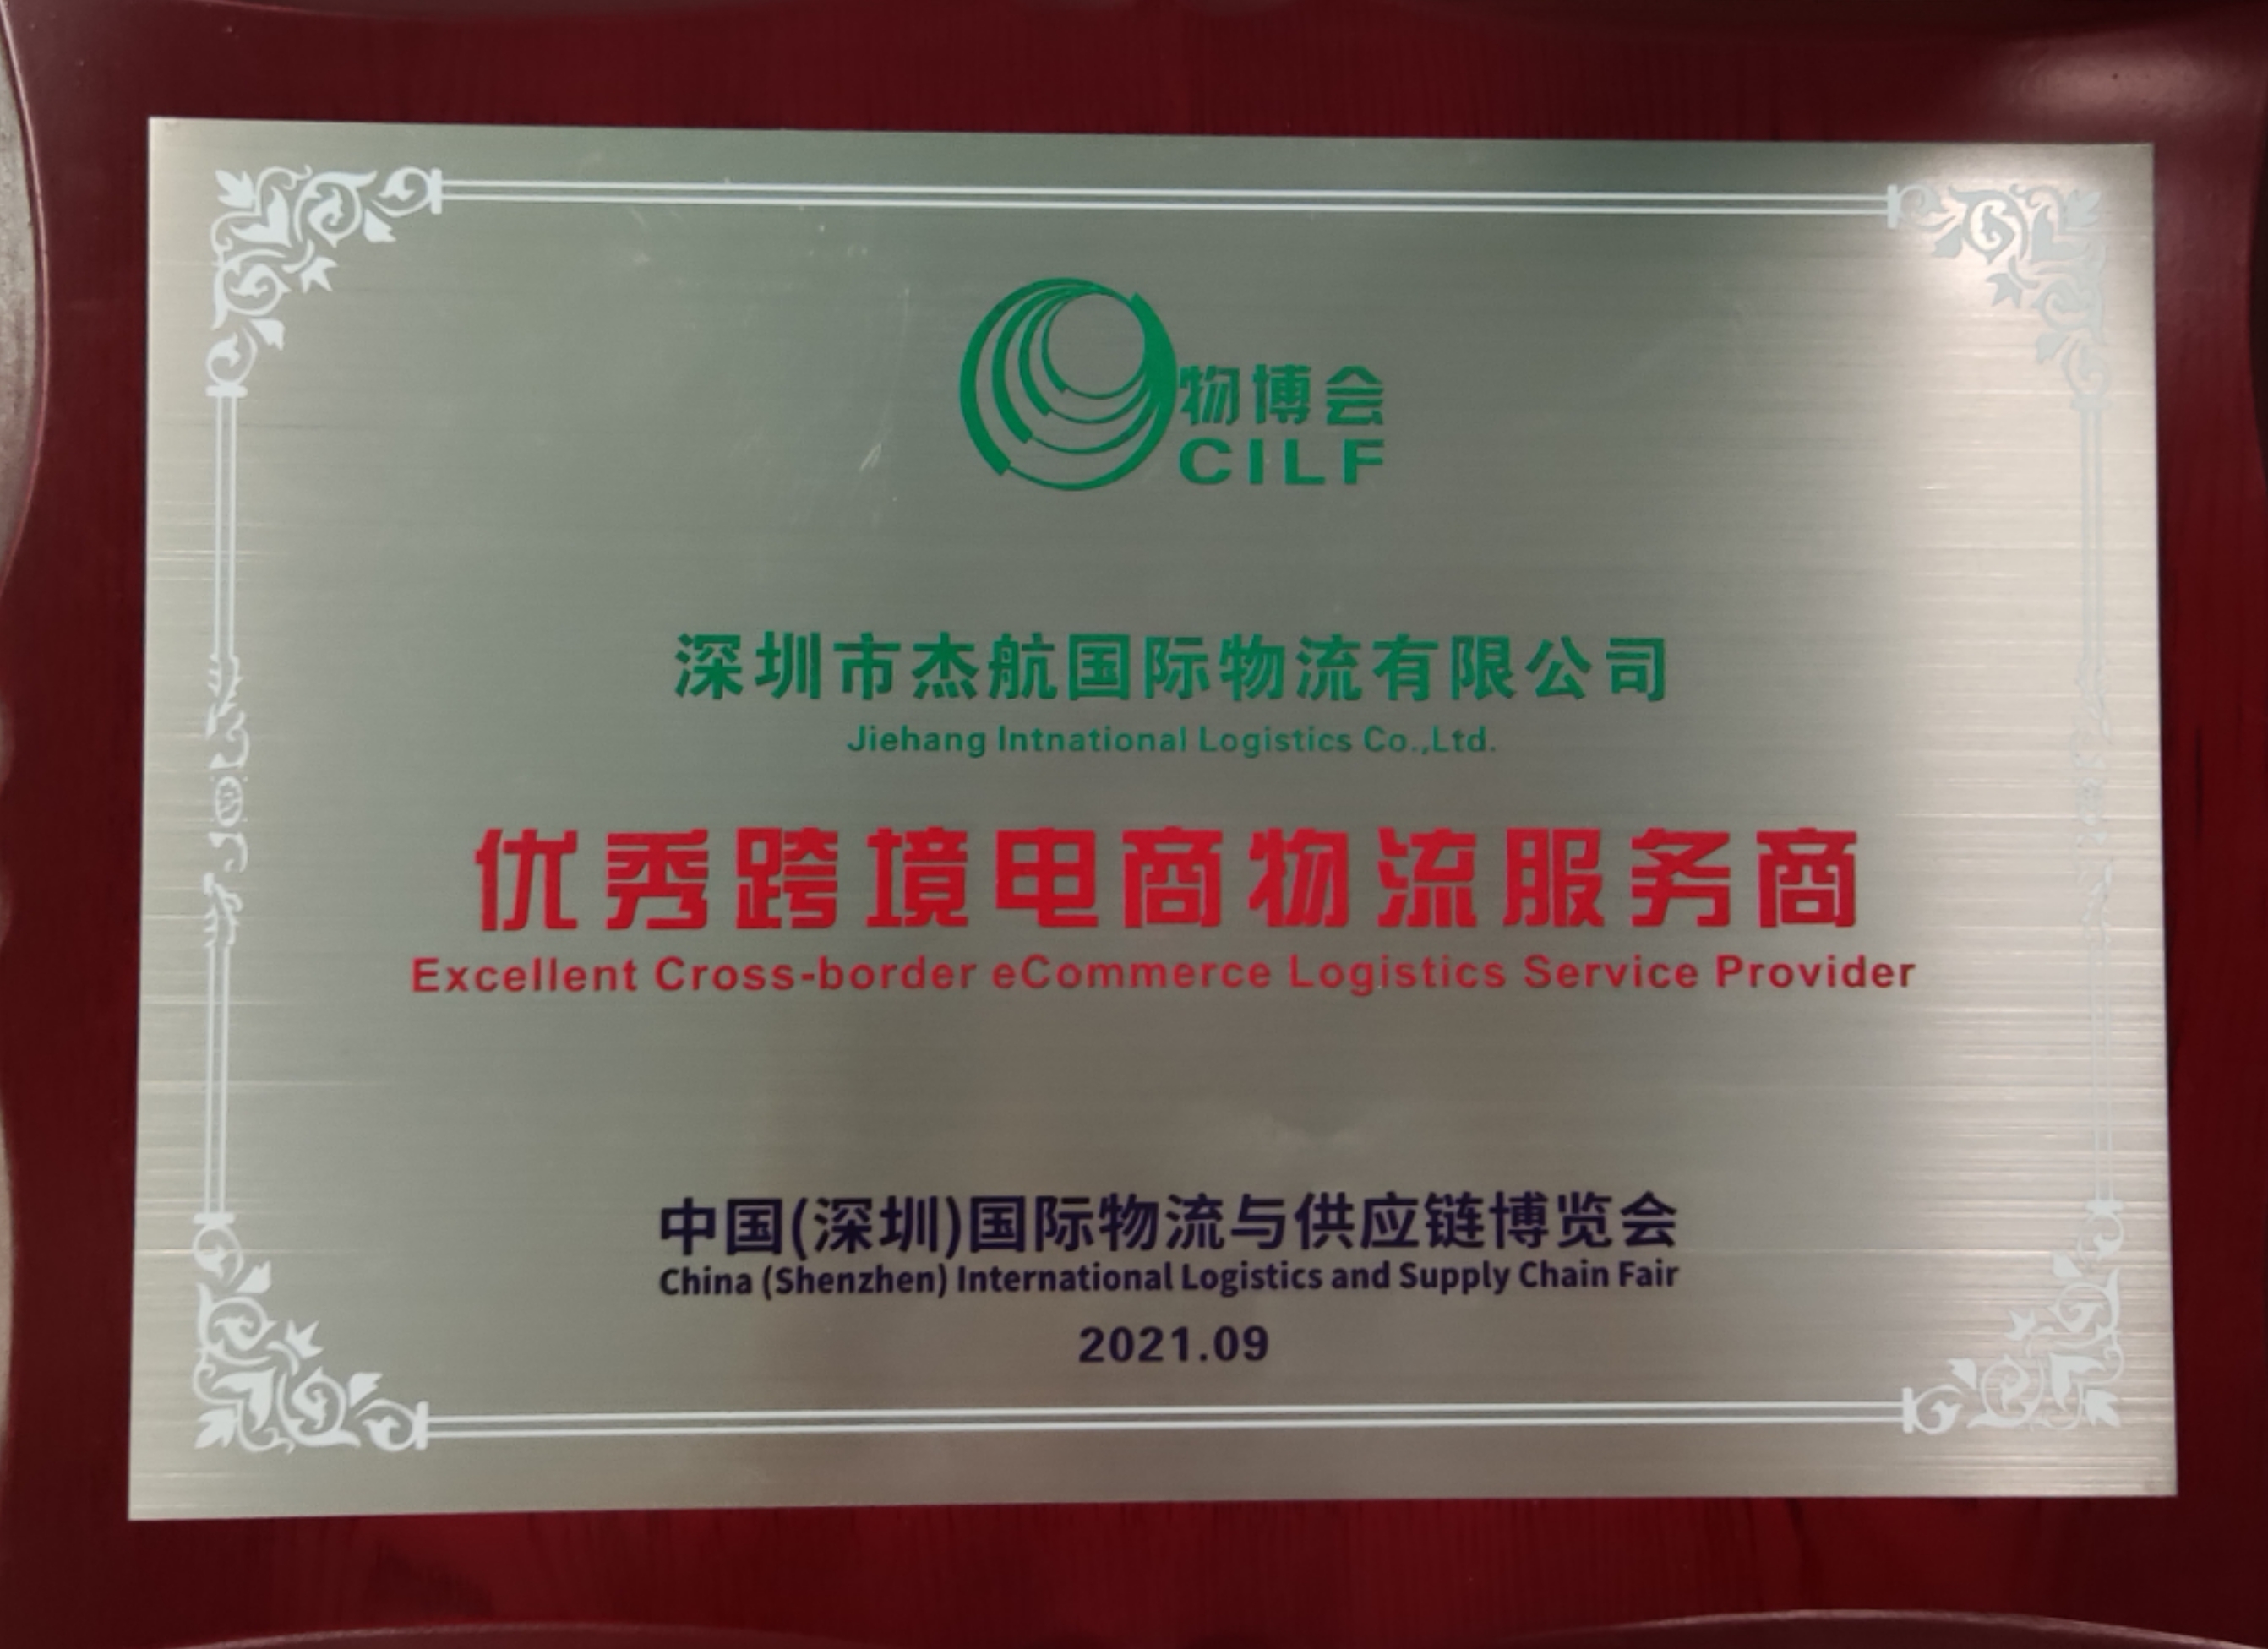 物博会
CILF
深圳市杰航国际物流有限公司
Jiehang Intnational Logistics Co.,Ltd.
优秀跨境电商物流服务商
Excellent Cross-border eCommerce Logistics Service Provider
中国(深圳)国际物流与供应链博览会
China (Shenzhen) International Logistics and Supply Chain Fair
2021.09